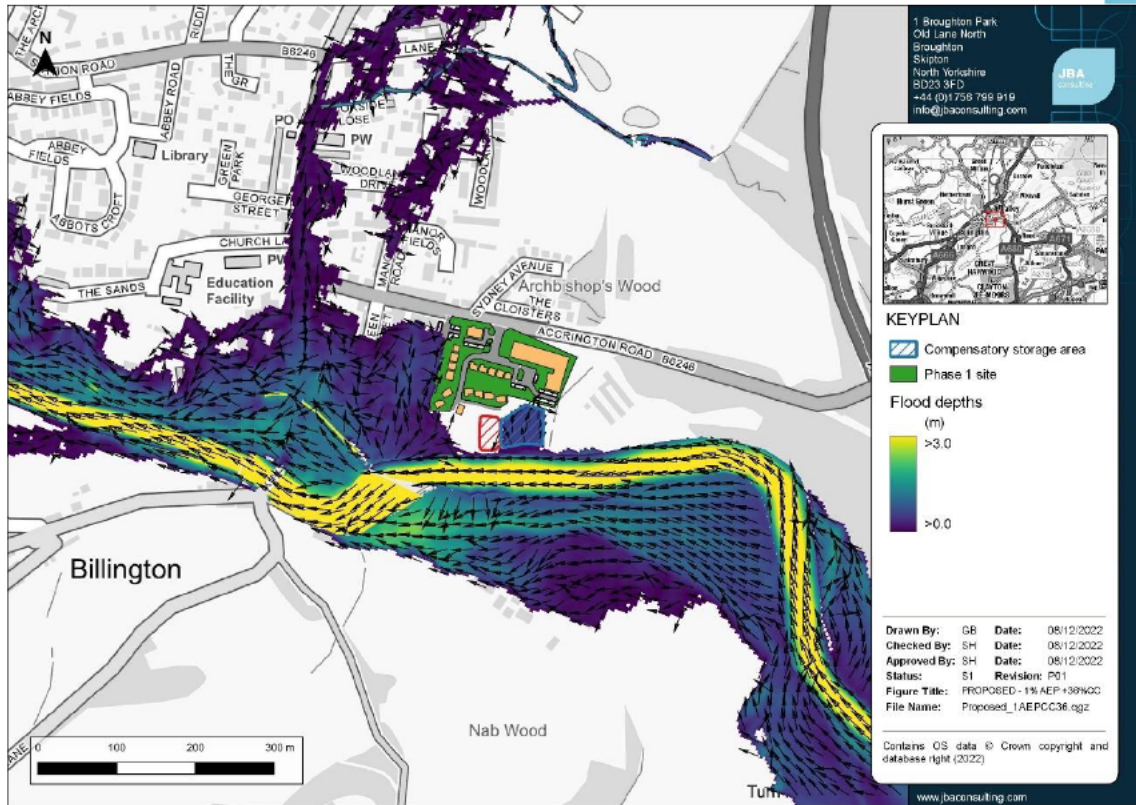 N
B6246
LANE
ABBEY FIELDS
ABBEY ROAD
THE
GR
PO
PW
Library
ABBEY
FIELDS
GREEN
PARK
WOODLAN
DRIVE
ABBOTS CROFT
GEORGE
STREET
MANOR
FIELDS
CHURCH LA
PW
THE SANDS
Education
Facility
ROAD
SYDNEY AVENUE
Archbishop's Wood
THE
CLOISTERS
ACCRINGTON ROAD B6246
Billington
Nab Wood
0 100 200 300 m
1 Broughton Park
Old Lane North
Broughton
Skipton
North Yorkshire
BD23 3FD
+44 (0)1756 799 919
info@jbaconsulting.com
JBA
consulting
KEYPLAN
Compensatory storage area
Phase 1 site
Flood depths
(m)
>3.0
>0.0
Drawn By: GB Date: 08/12/2022
Checked By: SH Date: 08/12/2022
Approved By: SH Date: 08/12/2022
Status: S1 Revision: P01
Figure Title: PROPOSED - 1% AEP +36%CC
File Name: Proposed_1AEPCC36.qgz
Contains OS data © Crown copyright and
database right (2022)
www.jbaconsulting.com